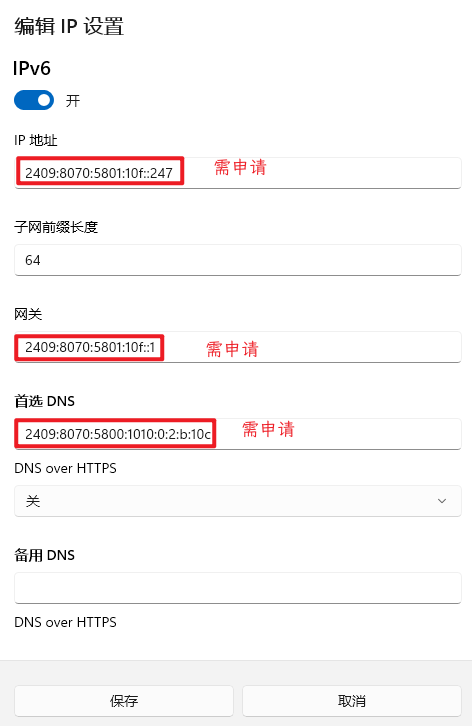 编辑 IP 设置
IPv6
开
IP 地址
2409:8070:5801:10f::247 需申请
子网前缀长度
64
网关
2409:8070:5801:10f::1 需申请
首选 DNS
2409:8070:5800:1010:0:2:b:10c 需申请
DNS over HTTPS
关
备用 DNS
DNS over HTTPS
保存 取消